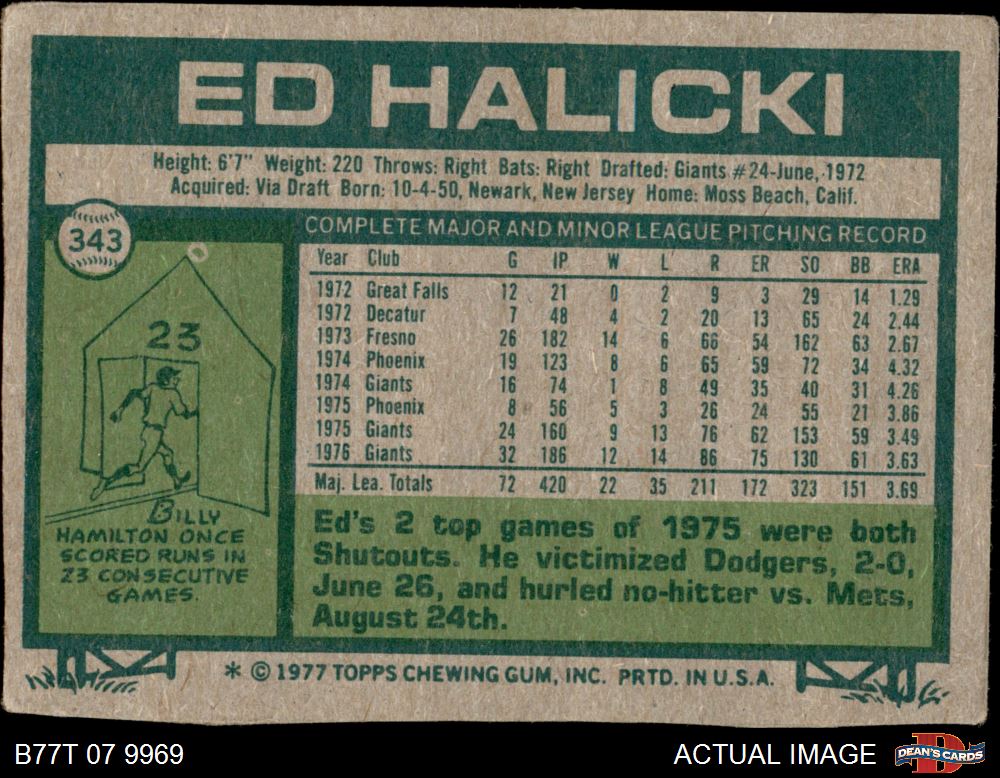 ED HALICKI
Height: 6'7" Weight: 220 Throws: Right Bats: Right Drafted: Giants #24-June, 1972
Acquired: Via Draft Born: 10-4-50, Newark, New Jersey Home: Moss Beach, Calif.
343
COMPLETE MAJOR AND MINOR LEAGUE PITCHING RECORD
Year Club G IP W L R ER SO BB ERA
1972 Great Falls 12 21 0 2 9 3 29 14 1.29
1972 Decatur 7 48 4 2 20 13 65 24 2.44
1973 Fresno 26 182 14 6 66 54 162 63 2.67
1974 Phoenix 19 123 8 6 65 59 72 34 4.32
1974 Giants 16 74 1 8 49 35 40 31 4.26
1975 Phoenix 8 56 5 3 26 24 55 21 3.86
1975 Giants 24 160 9 13 76 62 153 59 3.49
1976 Giants 32 186 12 14 86 75 130 61 3.63
Maj. Lea. Totals 72 420 22 35 211 172 323 151 3.69
23
BILLY
HAMILTON ONCE
SCORED RUNS IN
23 CONSECUTIVE
GAMES.
Ed's 2 top games of 1975 were both
Shutouts. He victimized Dodgers, 2-0,
June 26, and hurled no-hitter vs. Mets,
August 24th.
* © 1977 TOPPS CHEWING GUM, INC. PRTD. IN U.S.A.
B77T 07 9969
ACTUAL IMAGE
D
DEAN'S CARDS